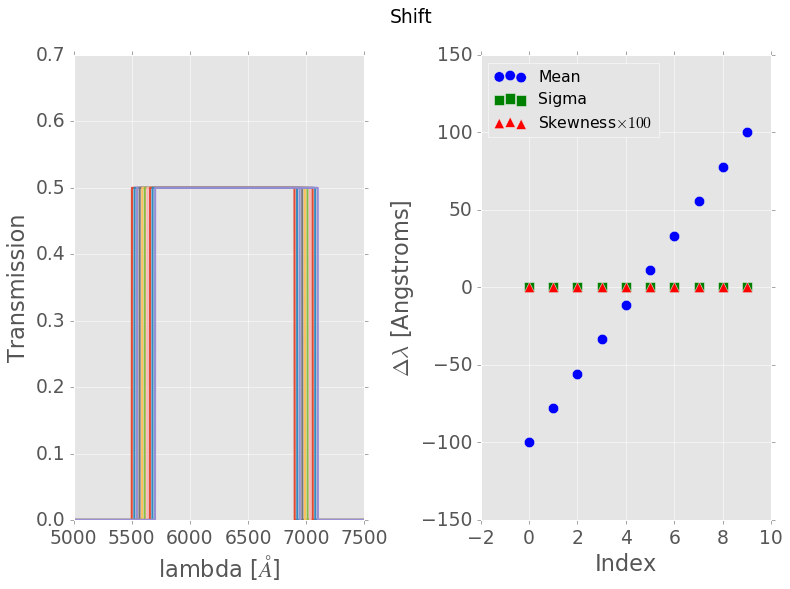 Shift
Transmission
0.7
0.6
0.5
0.4
0.3
0.2
0.1
0.0
5000 5500 6000 6500 7000 7500
lambda [Å]
Δλ [Angstroms]
150
100
50
0
−50
−100
−150
Mean
Sigma
Skewness×100
−2 0 2 4 6 8 10
Index